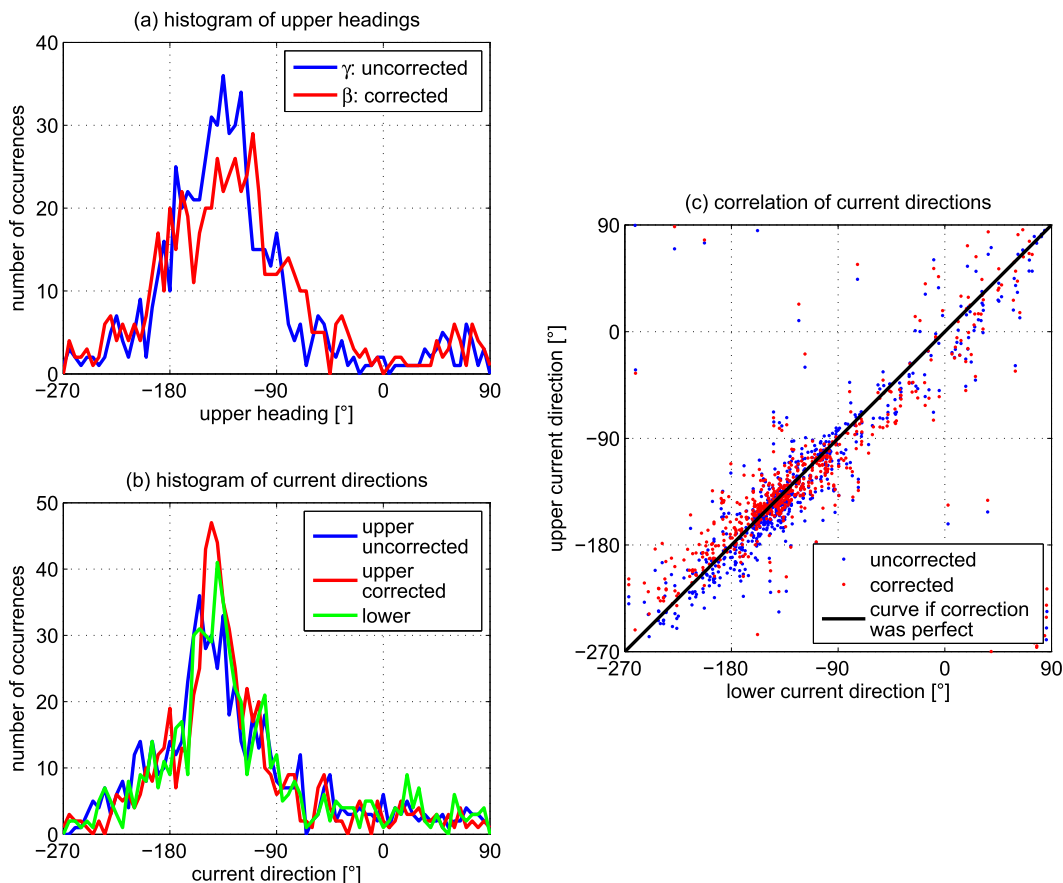 (a) histogram of upper headings
40
30
20
10
0
number of occurrences
γ: uncorrected
β: corrected
−270
−180
−90
0
90
upper heading [°]
(b) histogram of current directions
50
40
30
20
10
0
number of occurrences
upper
uncorrected
upper
corrected
lower
−270
−180
−90
0
90
current direction [°]
(c) correlation of current directions
90
0
−90
−180
−270
upper current direction [°]
uncorrected
corrected
curve if correction
was perfect
−270
−180
−90
0
90
lower current direction [°]